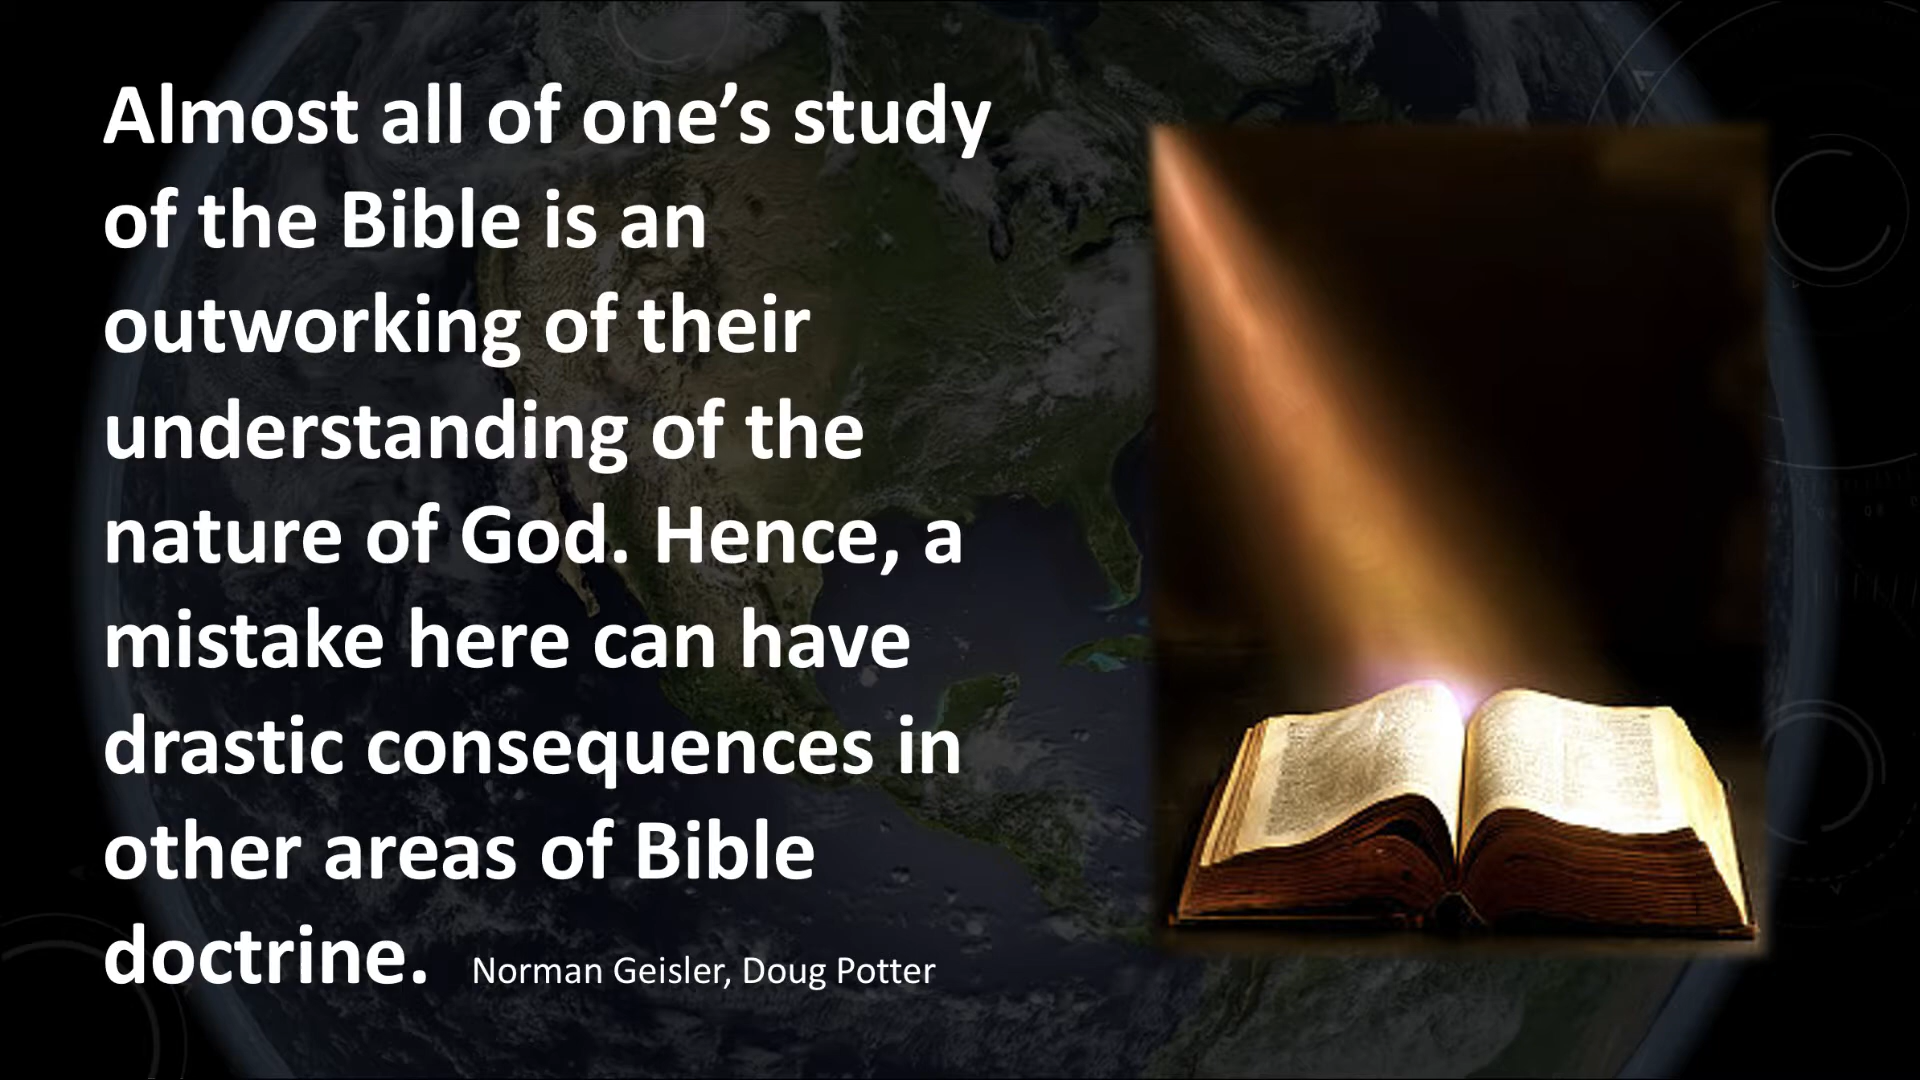 Almost all of one’s study
of the Bible is an
outworking of their
understanding of the
nature of God. Hence, a
mistake here can have
drastic consequences in
other areas of Bible
doctrine. Norman Geisler, Doug Potter